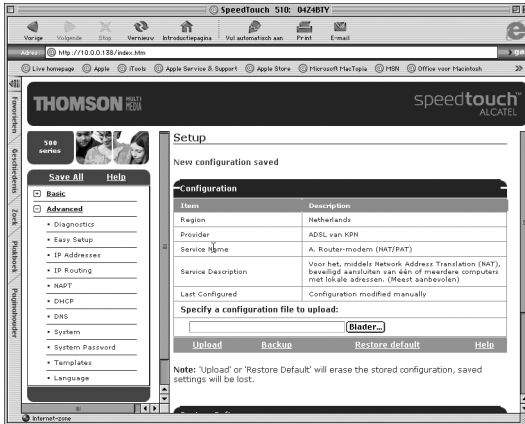 SpeedTouch 510: 04Z4BTY
Vorige Volgende Stop Vernieuw Introductiepagina Vul automatisch aan Print E-mail
Adres: http://10.0.0.138/index.htm ga
Live homepage Apple iTools Apple Service & Support Apple Store Microsoft MacTopia MSN Office voor Macintosh
Favorieten
Geschiedenis
Zoek
Plakboek
Paginahouder
THOMSON MULTI MEDIA
speedtouch™
ALCATEL
500 series
Save All Help
Basic
Advanced
Diagnostics
Easy Setup
IP Addresses
IP Routing
NAPT
DHCP
DNS
System
System Password
Templates
Language
Setup
New configuration saved
Configuration
Item Description
Region Netherlands
Provider ADSL van KPN
Service Name A. Router-modem (NAT/PAT)
Service Description Voor het, middels Network Address Translation (NAT),
beveiligd aansluiten van één of meerdere computers
met lokale adressen. (Meest aanbevolen)
Last Configured Configuration modified manually
Specify a configuration file to upload:
Blader...
Upload Backup Restore default Help
Note: 'Upload' or 'Restore Default' will erase the stored configuration, saved
settings will be lost.
Internet-zone